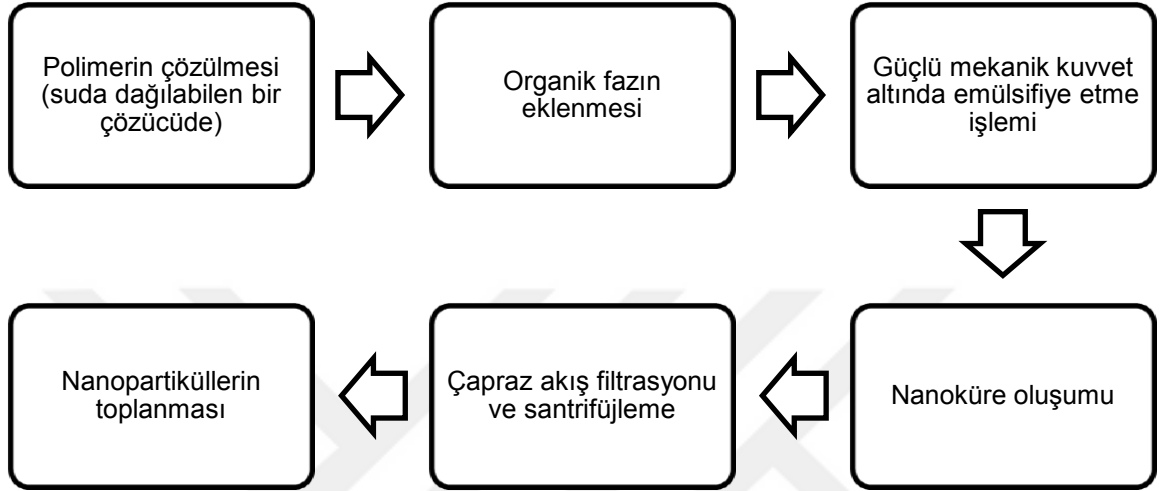 Polimerin çözülmesi
(suda dağılabilen bir
çözücüde)
Organik fazın
eklenmesi
Güçlü mekanik kuvvet
altında emülsifiye etme
işlemi
Nanoküre oluşumu
Çapraz akış filtrasyonu
ve santrifüjleme
Nanopartiküllerin
toplanması